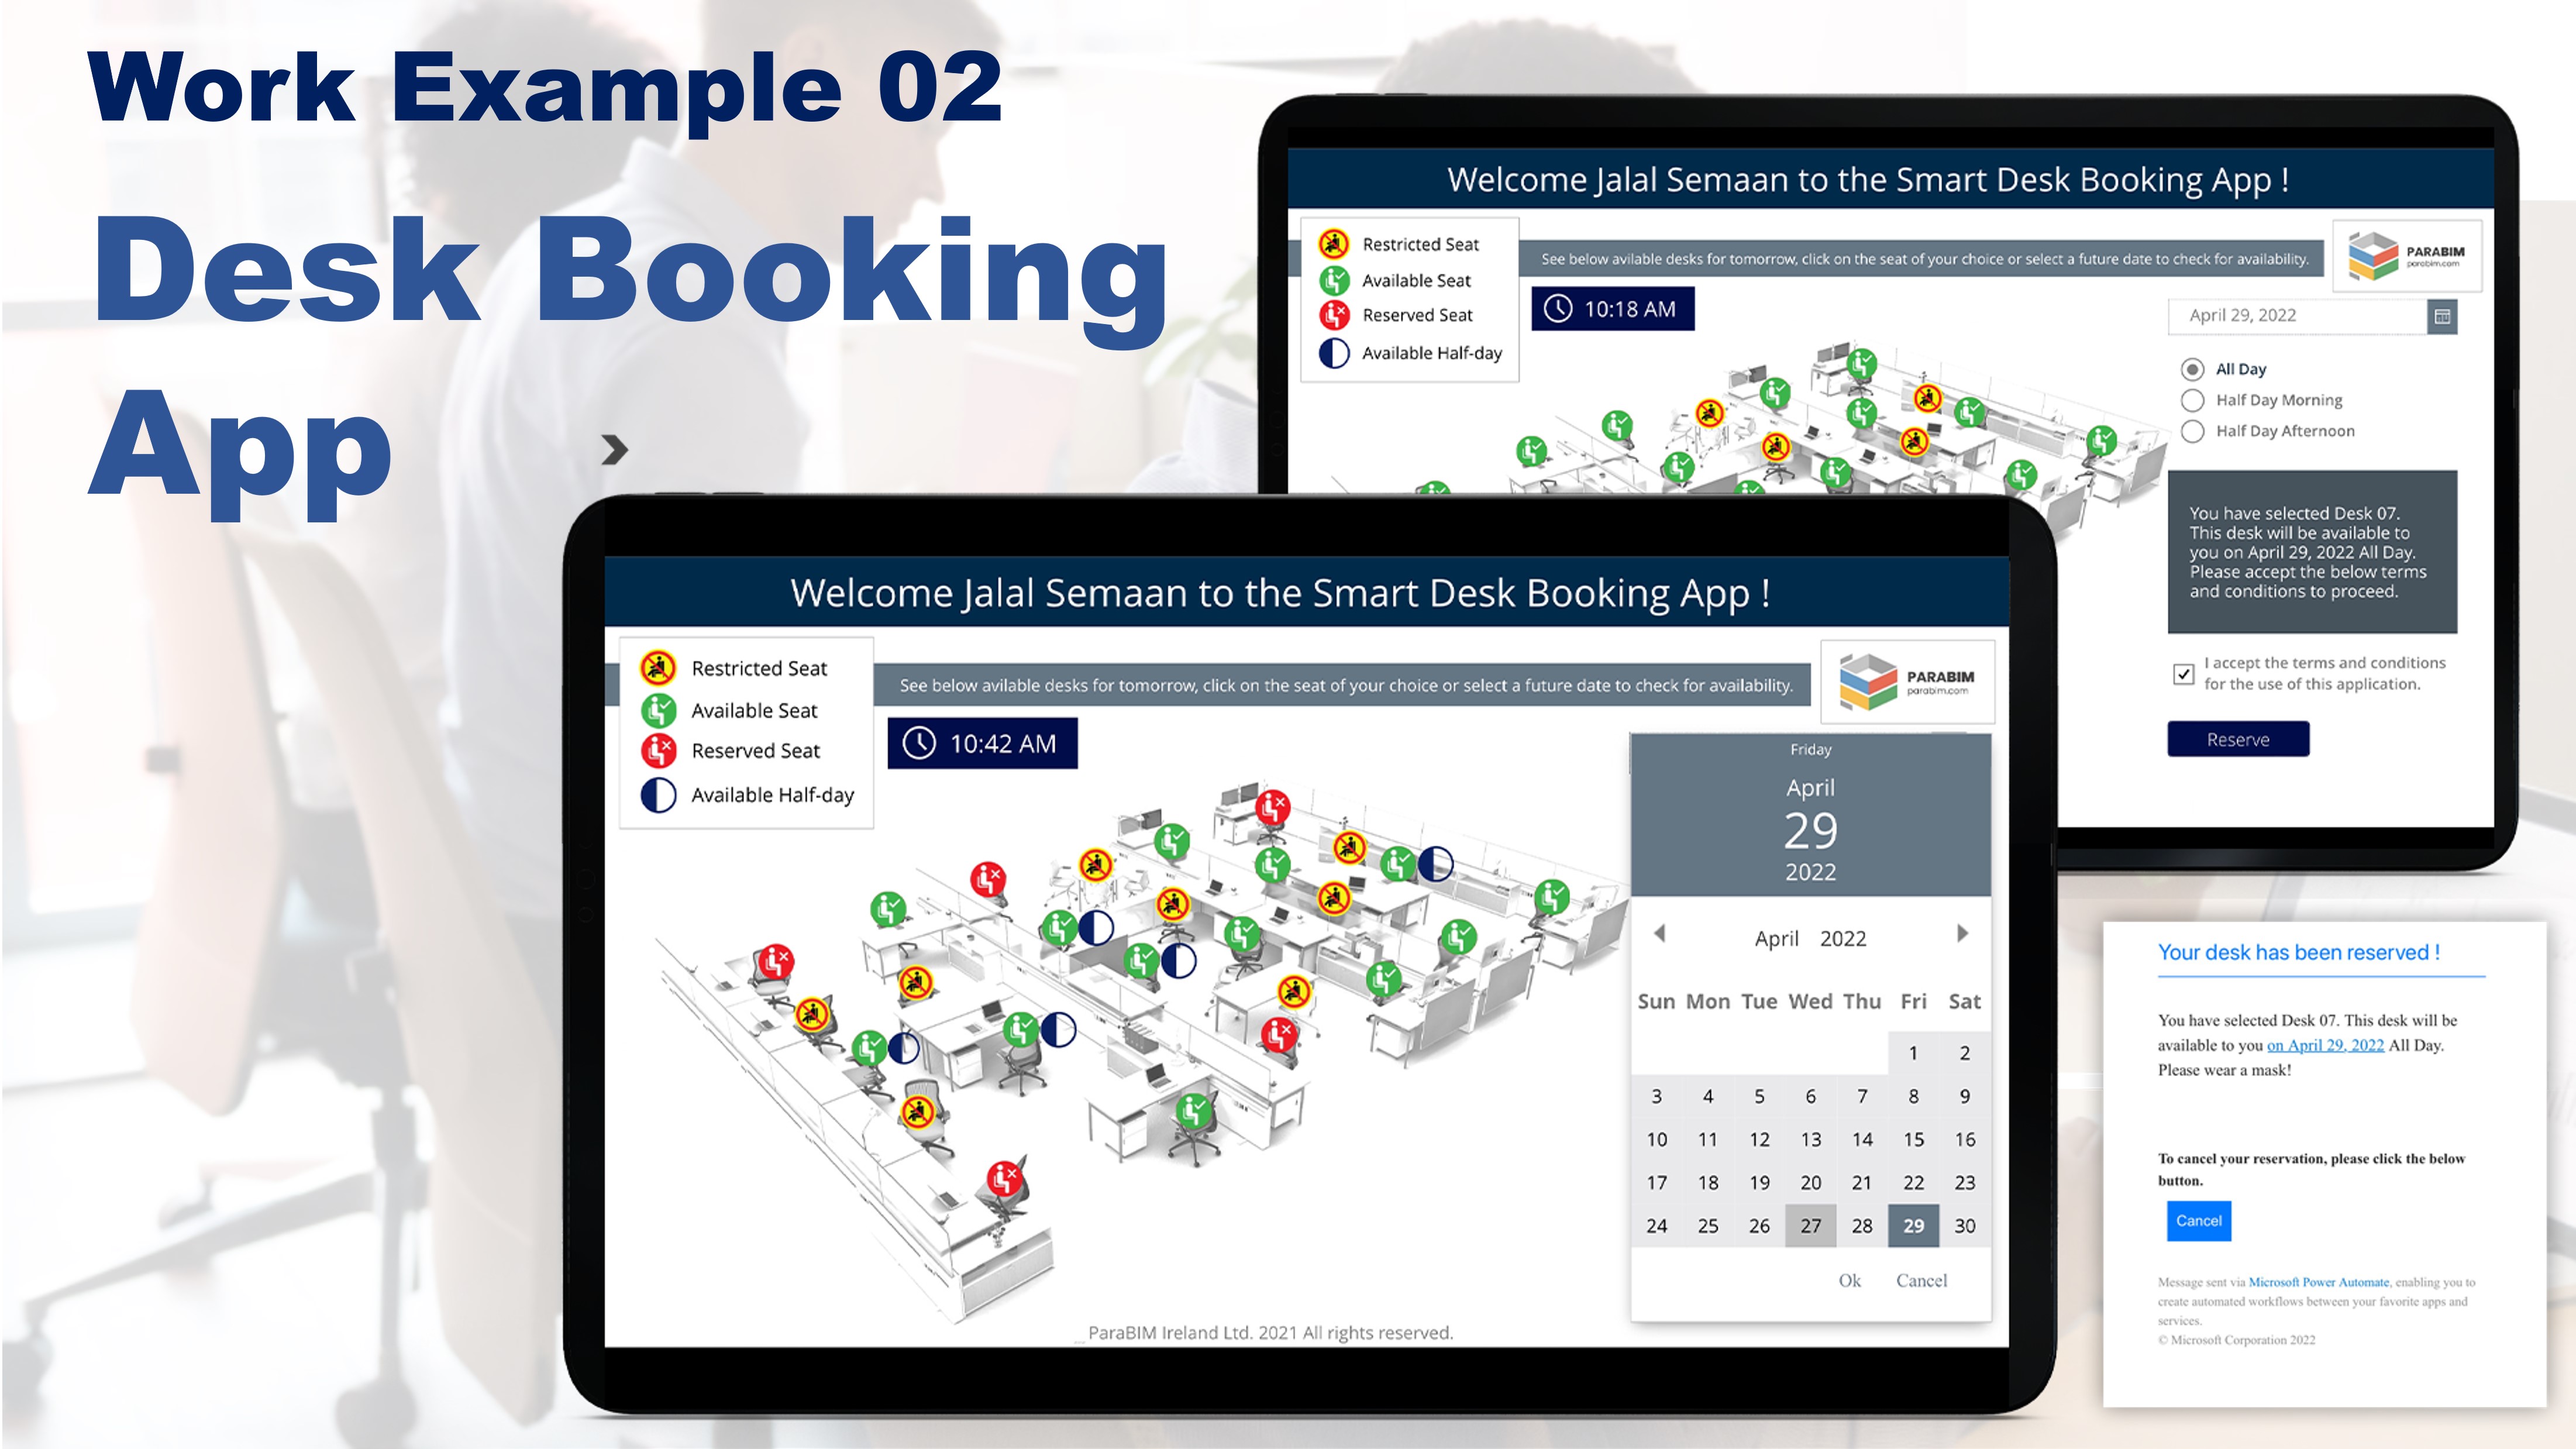 Work Example 02
Desk Booking
App
Welcome Jalal Semaan to the Smart Desk Booking App !
Restricted Seat
Available Seat
Reserved Seat
Available Half-day
See below avilable desks for tomorrow, click on the seat of your choice or select a future date to check for availability.
PARABIM
parabim.com
10:18 AM
April 29, 2022
All Day
Half Day Morning
Half Day Afternoon
You have selected Desk 07.
This desk will be available to
you on April 29, 2022 All Day.
Please accept the below terms
and conditions to proceed.
I accept the terms and conditions
for the use of this application.
Reserve
Welcome Jalal Semaan to the Smart Desk Booking App !
Restricted Seat
Available Seat
Reserved Seat
Available Half-day
See below avilable desks for tomorrow, click on the seat of your choice or select a future date to check for availability.
PARABIM
parabim.com
10:42 AM
Friday
April
29
2022
April 2022
Sun Mon Tue Wed Thu Fri Sat
1 2
3 4 5 6 7 8 9
10 11 12 13 14 15 16
17 18 19 20 21 22 23
24 25 26 27 28 29 30
Ok Cancel
ParaBIM Ireland Ltd. 2021 All rights reserved.
Your desk has been reserved !
You have selected Desk 07. This desk will be
available to you on April 29, 2022 All Day.
Please wear a mask!
To cancel your reservation, please click the below
button.
Cancel
Message sent via Microsoft Power Automate, enabling you to
create automated workflows between your favorite apps and
services.
© Microsoft Corporation 2022